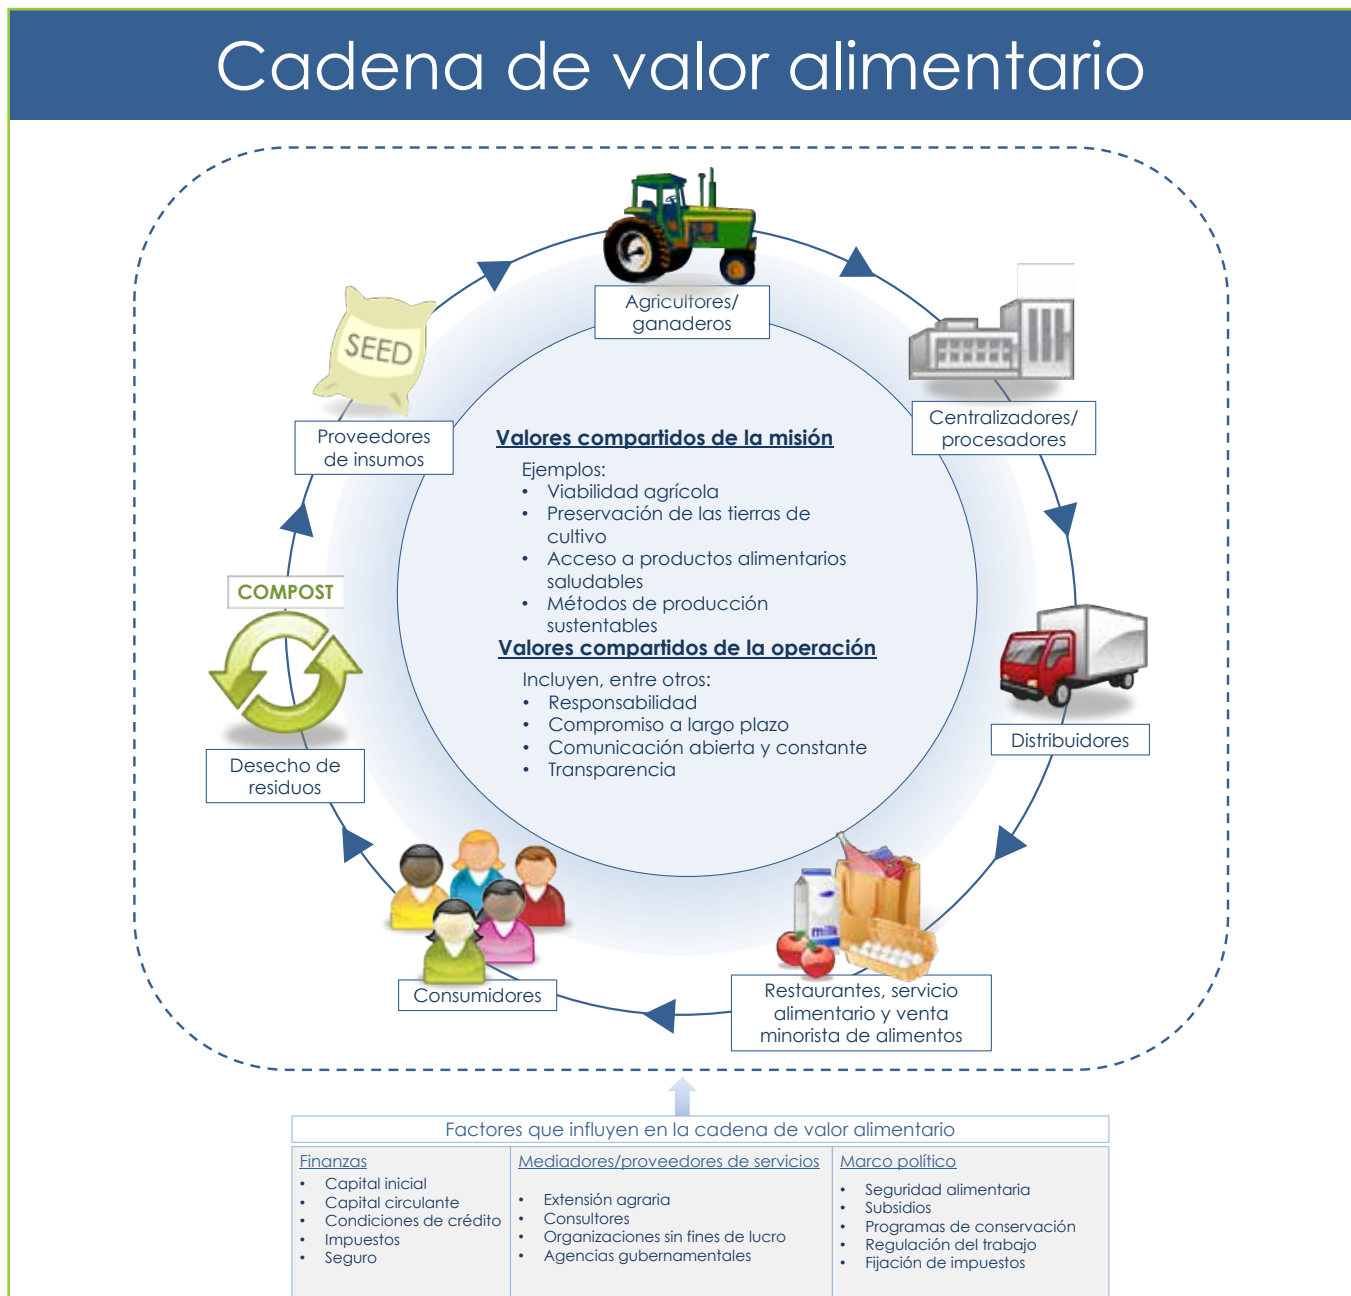 Cadena de valor alimentario
Agricultores/
ganaderos
SEED
Proveedores
de insumos
Centralizadores/
procesadores
Valores compartidos de la misión
Ejemplos:
• Viabilidad agrícola
• Preservación de las tierras de
cultivo
• Acceso a productos alimentarios
saludables
• Métodos de producción
sustentables
Valores compartidos de la operación
Incluyen, entre otros:
• Responsabilidad
• Compromiso a largo plazo
• Comunicación abierta y constante
• Transparencia
COMPOST
Desecho de
residuos
Distribuidores
milk
Consumidores
Restaurantes, servicio
alimentario y venta
minorista de alimentos
Factores que influyen en la cadena de valor alimentario
Finanzas
• Capital inicial
• Capital circulante
• Condiciones de crédito
• Impuestos
• Seguro
Mediadores/proveedores de servicios
• Extensión agraria
• Consultores
• Organizaciones sin fines de lucro
• Agencias gubernamentales
Marco político
• Seguridad alimentaria
• Subsidios
• Programas de conservación
• Regulación del trabajo
• Fijación de impuestos